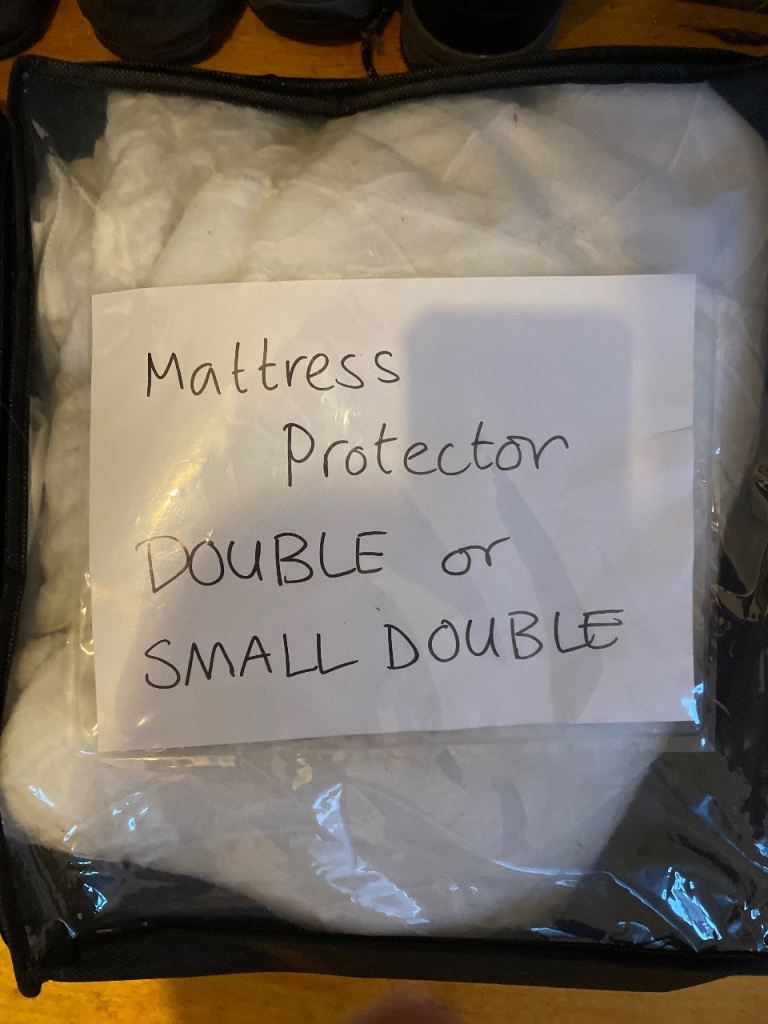 Mattress
Protector
DOUBLE or
SMALL DOUBLE